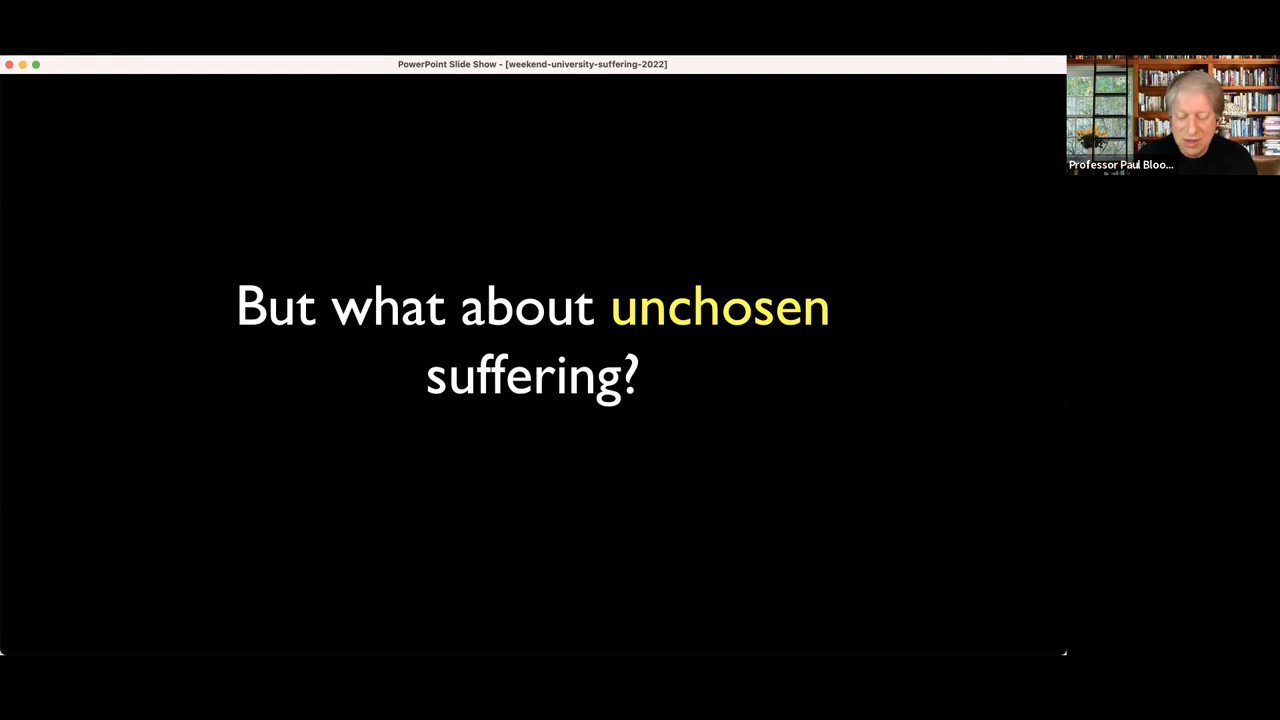 PowerPoint Slide Show - [weekend-university-suffering-2022]
Professor Paul Bloo...
But what about unchosen
suffering?